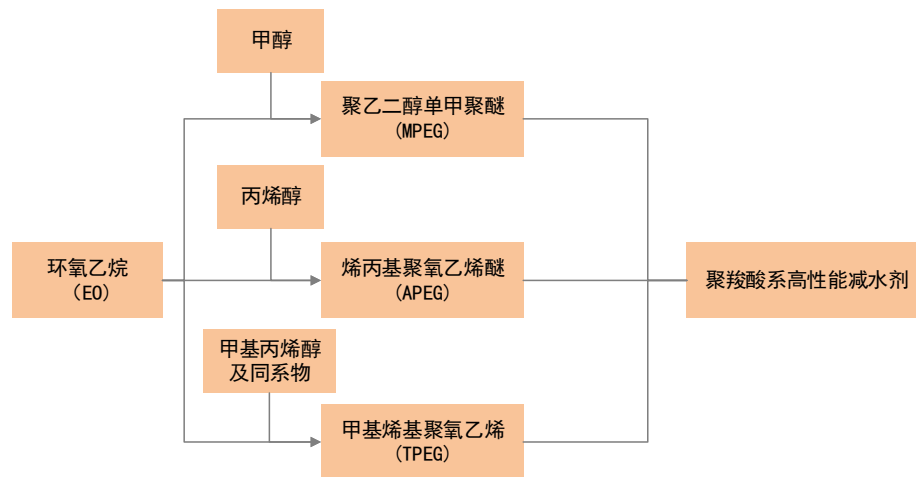 甲醇
聚乙二醇单甲聚醚
(MPEG)
丙烯醇
环氧乙烷
(EO)
烯丙基聚氧乙烯醚
(APEG)
聚羧酸系高性能减水剂
甲基丙烯醇
及同系物
甲基烯基聚氧乙烯
(TPEG)